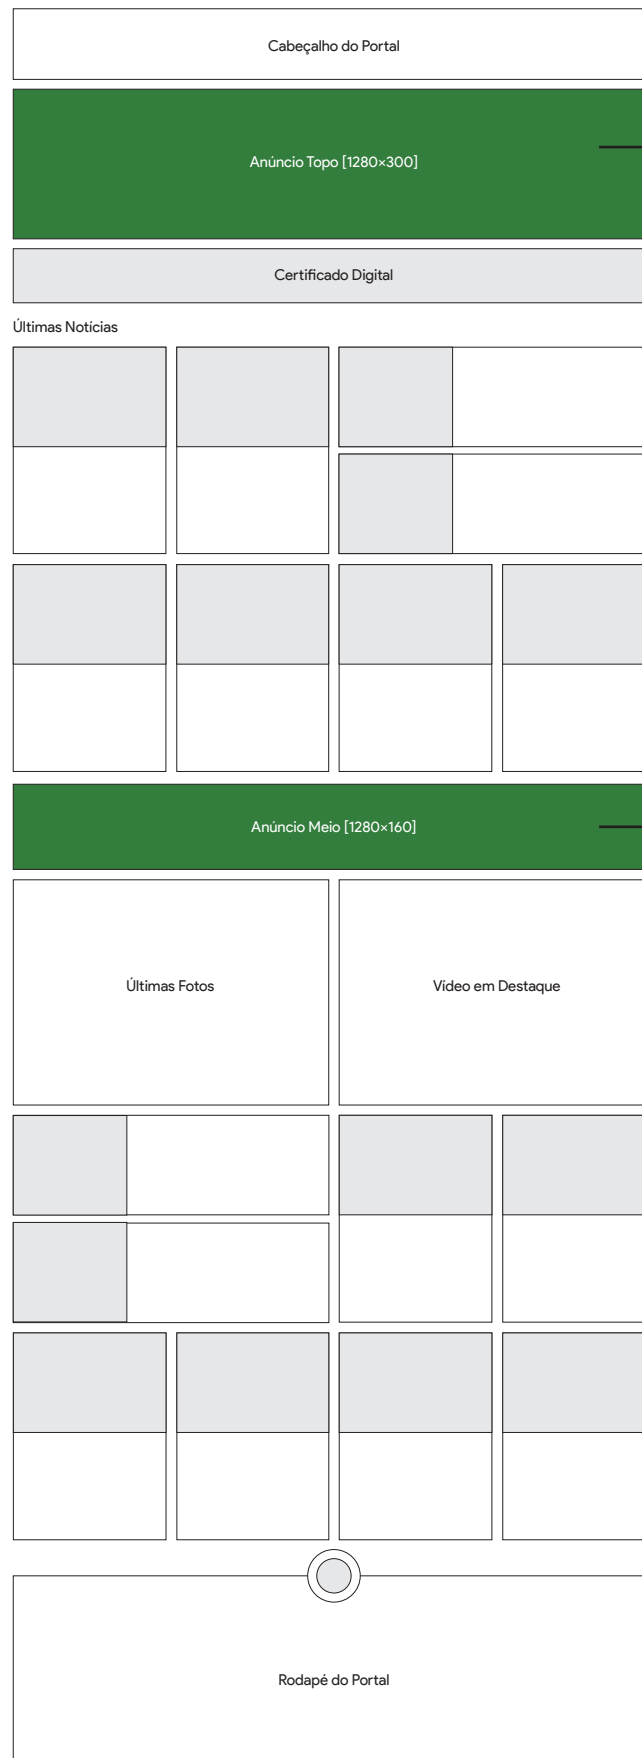 Cabeçalho do Portal
Anúncio Topo [1280×300]
Certificado Digital
Últimas Notícias
Anúncio Meio [1280×160]
Últimas Fotos
Vídeo em Destaque
Rodapé do Portal